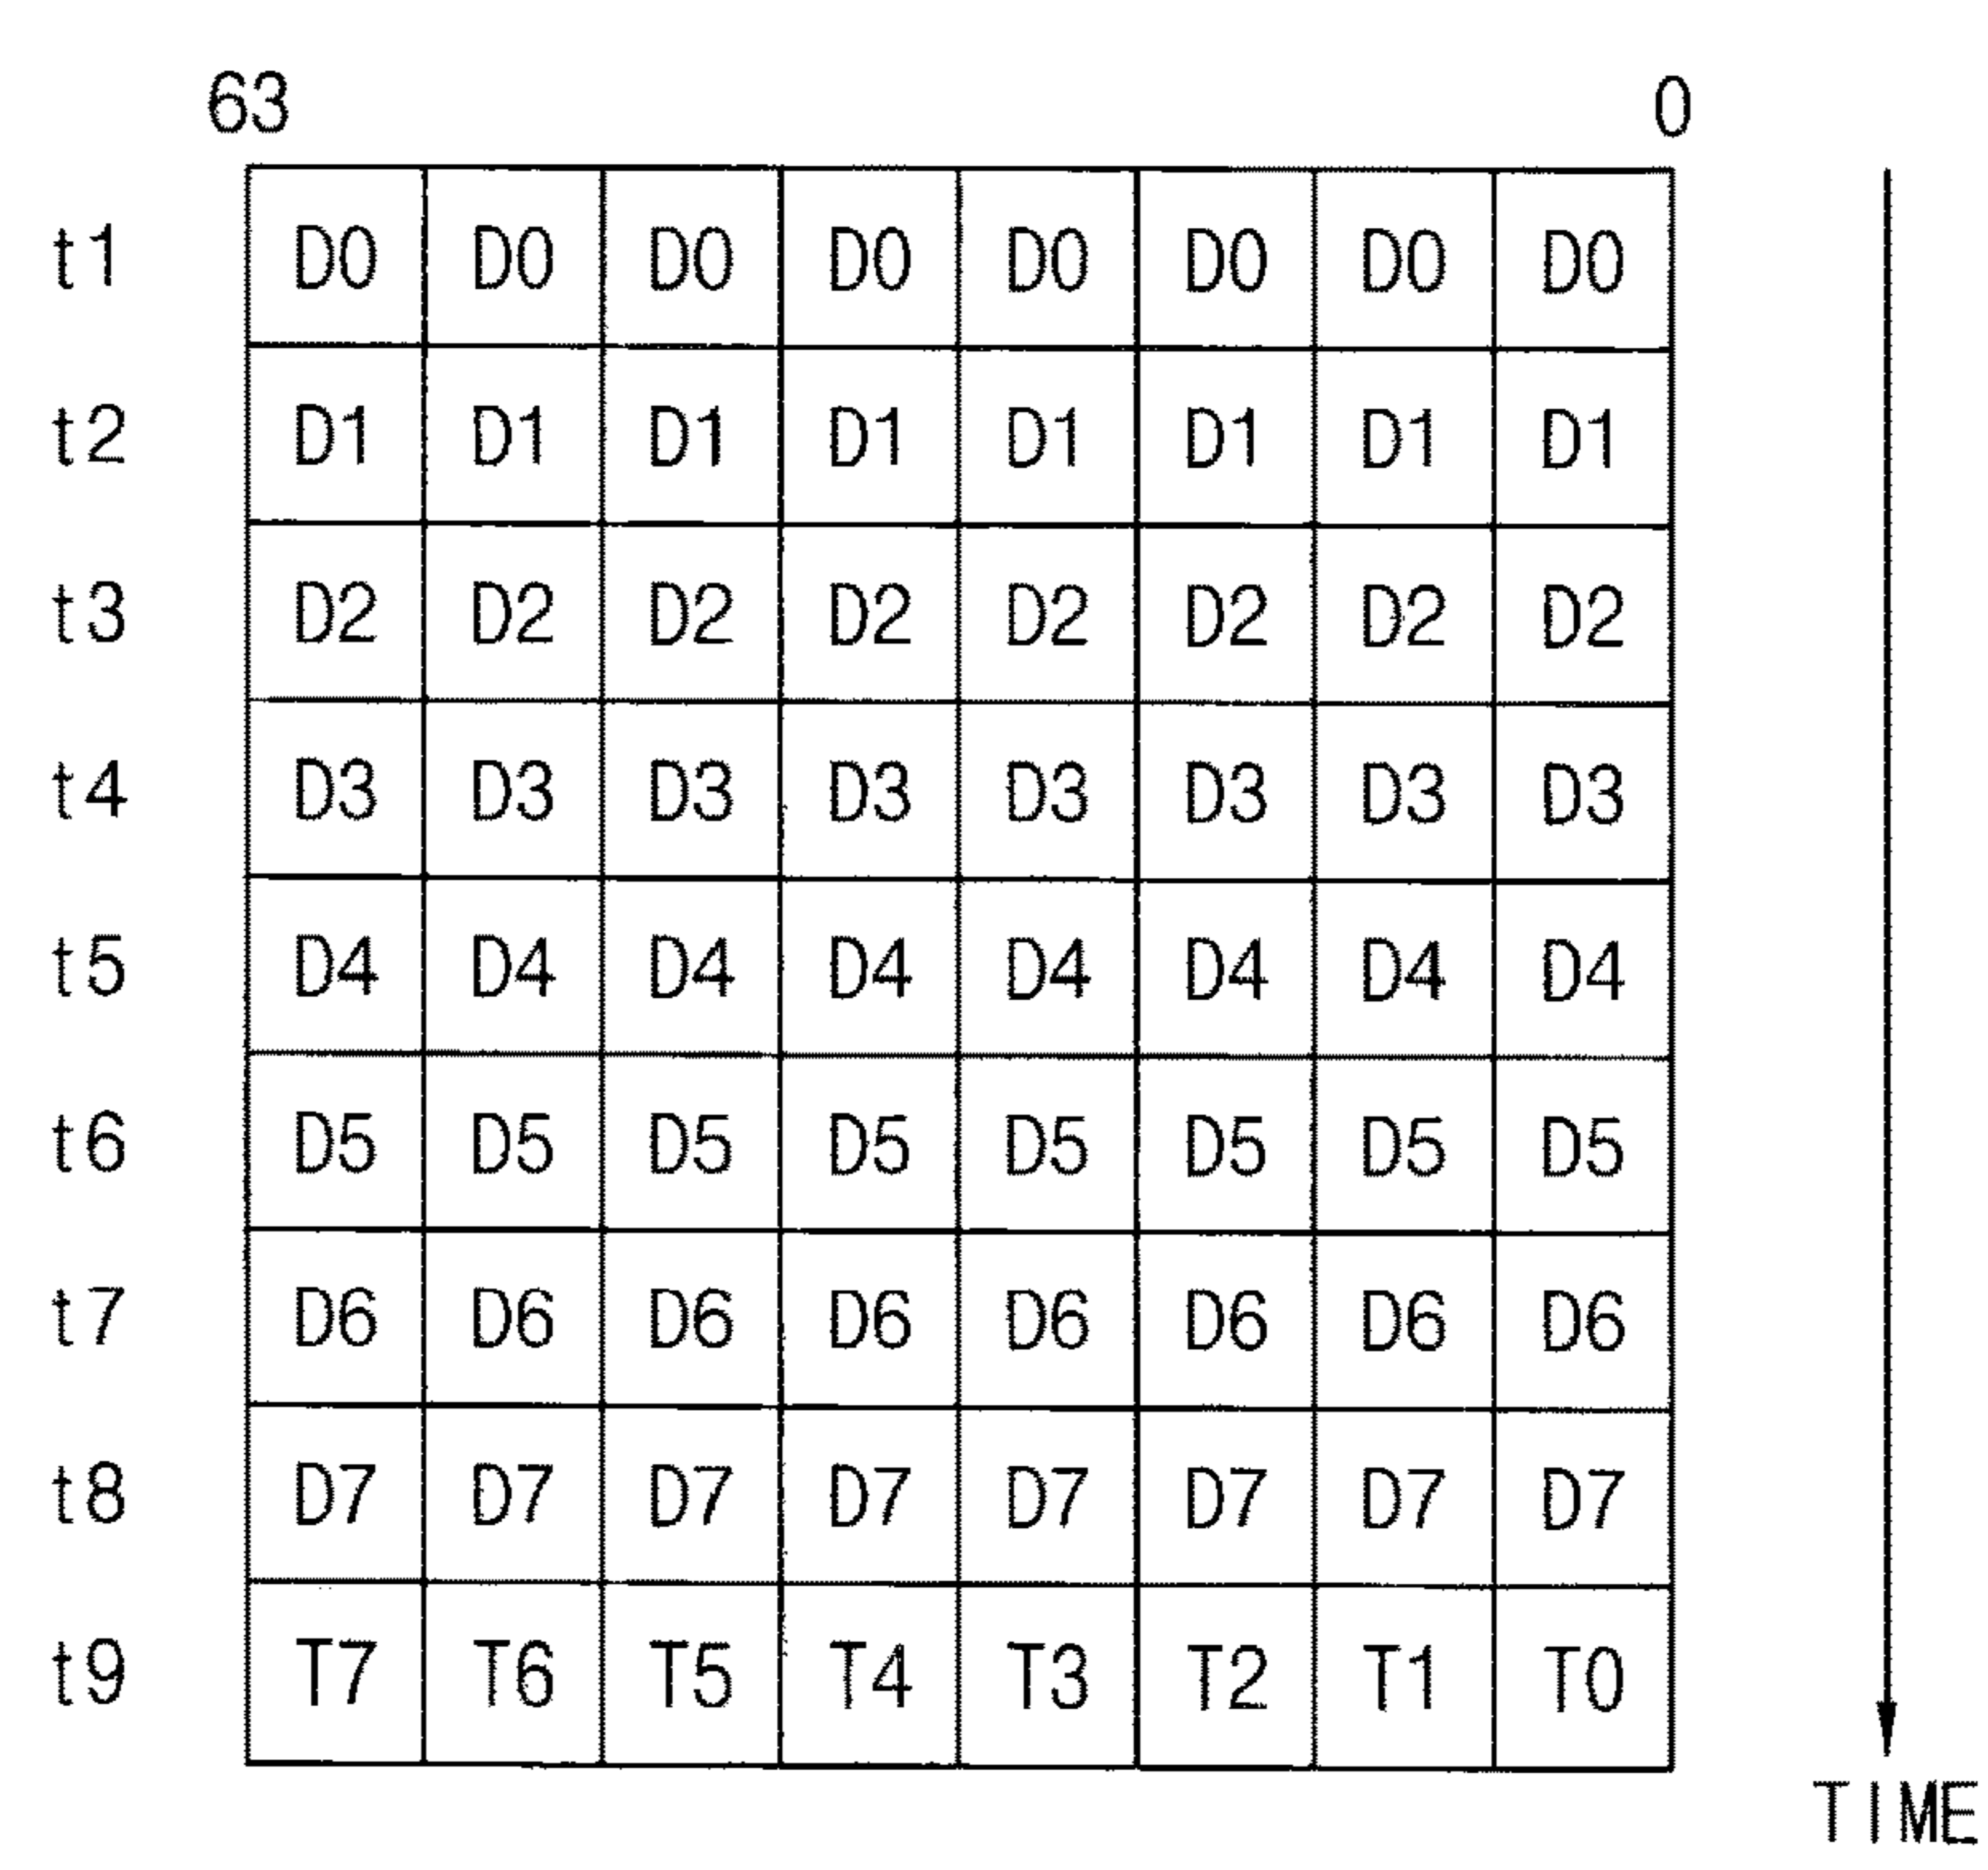 63 0
t1 D0 D0 D0 D0 D0 D0 D0 D0
t2 D1 D1 D1 D1 D1 D1 D1 D1
t3 D2 D2 D2 D2 D2 D2 D2 D2
t4 D3 D3 D3 D3 D3 D3 D3 D3
t5 D4 D4 D4 D4 D4 D4 D4 D4
t6 D5 D5 D5 D5 D5 D5 D5 D5
t7 D6 D6 D6 D6 D6 D6 D6 D6
t8 D7 D7 D7 D7 D7 D7 D7 D7
t9 T7 T6 T5 T4 T3 T2 T1 T0
TIME